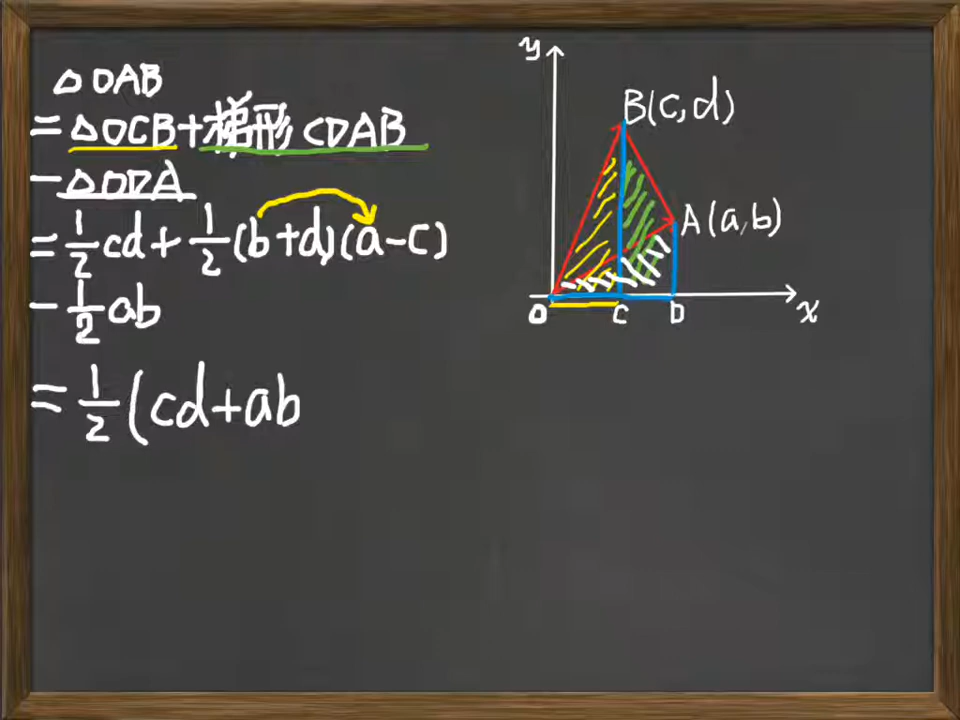 △OAB
=△OCB+梯形CDAB
-△ODA
=1/2cd+1/2(b+d)(a-c)
-1/2ab
=1/2(cd+ab
y
B(c,d)
A(a,b)
O
C
D
x